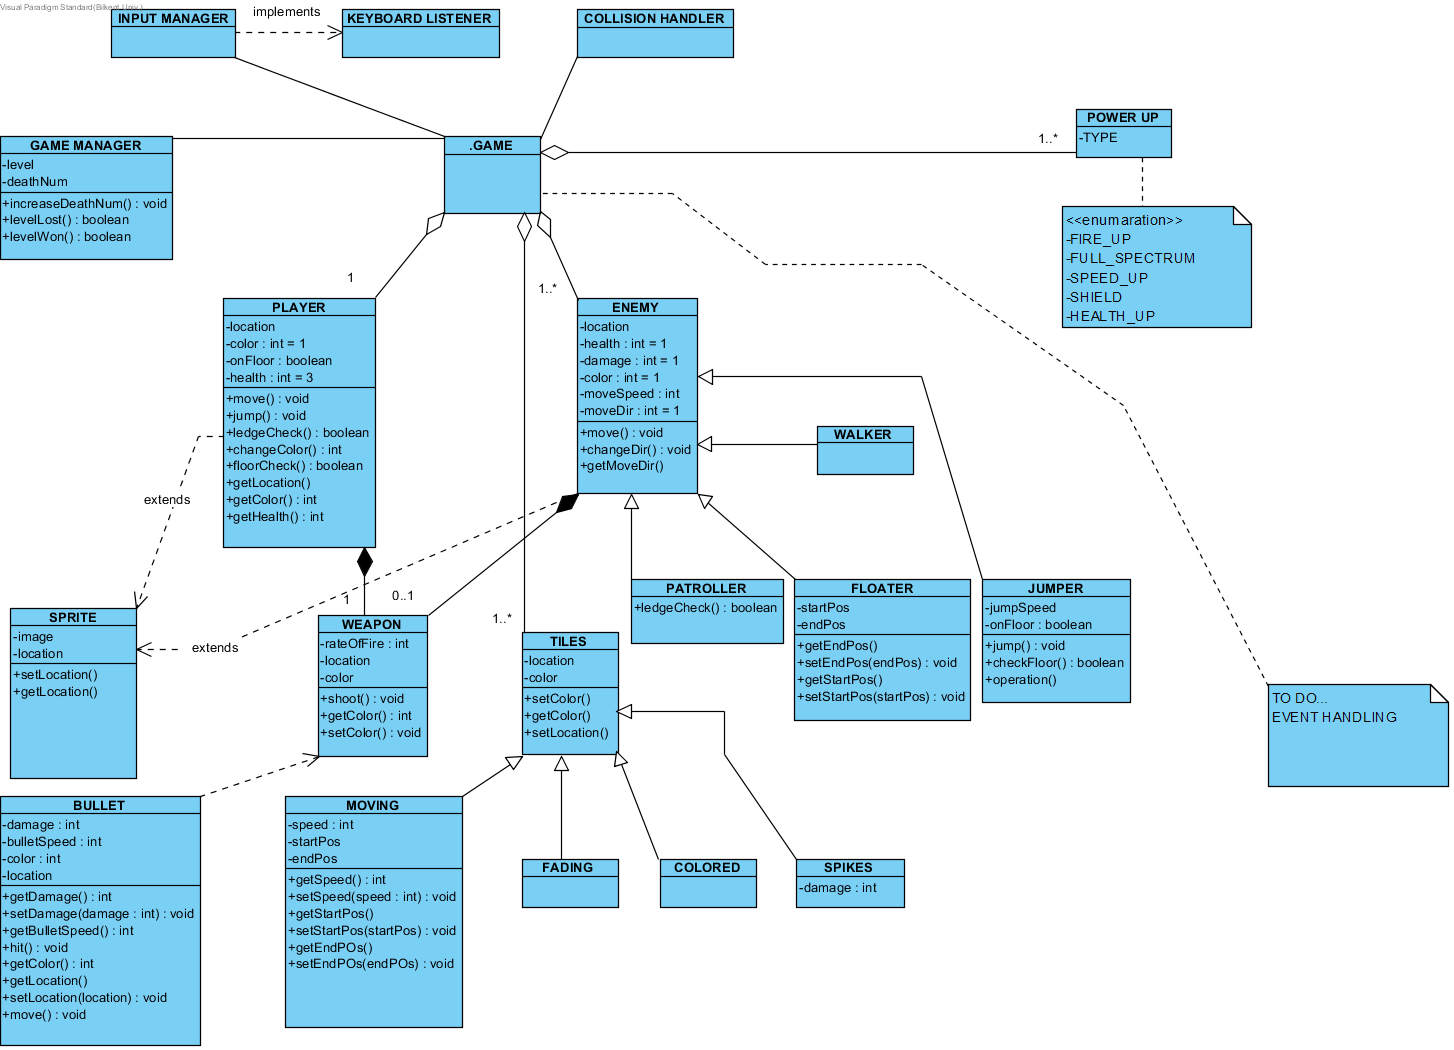 Visual Paradigm Standard(Bilkent Univ.)
INPUT MANAGER
implements
KEYBOARD LISTENER
COLLISION HANDLER
GAME MANAGER
-level
-deathNum
+increaseDeathNum() : void
+levelLost() : boolean
+levelWon() : boolean
.GAME
1..*
POWER UP
-TYPE
<<enumaration>>
-FIRE_UP
-FULL_SPECTRUM
-SPEED_UP
-SHIELD
-HEALTH_UP
1
1..*
PLAYER
-location
-color : int = 1
-onFloor : boolean
-health : int = 3
+move() : void
+jump() : void
+ledgeCheck() : boolean
+changeColor() : int
+floorCheck() : boolean
+getLocation()
+getColor() : int
+getHealth() : int
ENEMY
-location
-health : int = 1
-damage : int = 1
-color : int = 1
-moveSpeed : int
-moveDir : int = 1
+move() : void
+changeDir() : void
+getMoveDir()
WALKER
extends
PATROLLER
+ledgeCheck() : boolean
FLOATER
-startPos
-endPos
+getEndPos()
+setEndPos(endPos) : void
+getStartPos()
+setStartPos(startPos) : void
JUMPER
-jumpSpeed
-onFloor : boolean
+jump() : void
+checkFloor() : boolean
+operation()
1
0..1
1..*
SPRITE
-image
-location
+setLocation()
+getLocation()
extends
WEAPON
-rateOfFire : int
-location
-color
+shoot() : void
+getColor() : int
+setColor() : void
TILES
-location
-color
+setColor()
+getColor()
+setLocation()
TO DO...
EVENT HANDLING
BULLET
-damage : int
-bulletSpeed : int
-color : int
-location
+getDamage() : int
+setDamage(damage : int) : void
+getBulletSpeed() : int
+hit() : void
+getColor() : int
+getLocation()
+setLocation(location) : void
+move() : void
MOVING
-speed : int
-startPos
-endPos
+getSpeed() : int
+setSpeed(speed : int) : void
+getStartPos()
+setStartPos(startPos) : void
+getEndPOs()
+setEndPOs(endPOs) : void
FADING
COLORED
SPIKES
-damage : int